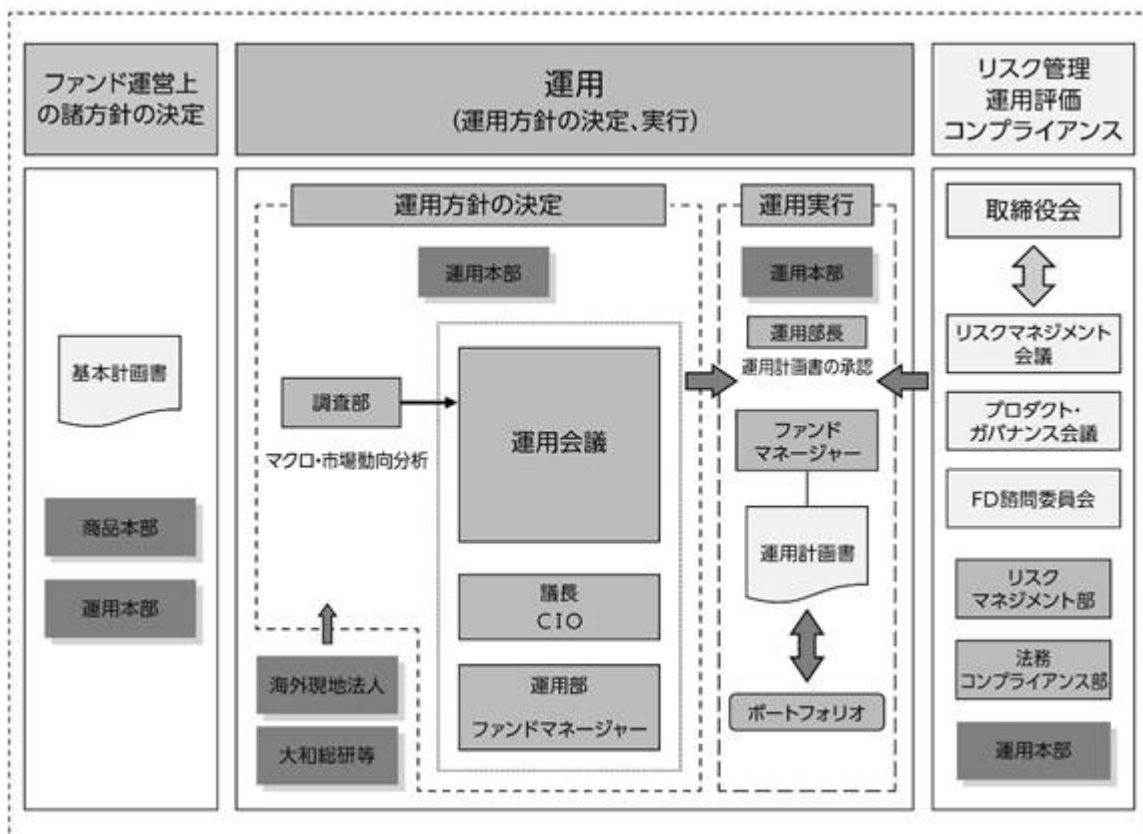 ファンド運営上
の諸方針の決定
運用
(運用方針の決定、実行)
リスク管理
運用評価
コンプライアンス
基本計画書
商品本部
運用本部
運用方針の決定
運用本部
調査部
マクロ・市場動向分析
運用会議
議長
CIO
運用部
ファンドマネージャー
海外現地法人
大和総研等
運用実行
運用本部
運用部長
運用計画書の承認
ファンド
マネージャー
運用計画書
ポートフォリオ
取締役会
リスクマネジメント
会議
プロダクト・
ガバナンス会議
FD諮問委員会
リスク
マネジメント部
法務
コンプライアンス部
運用本部